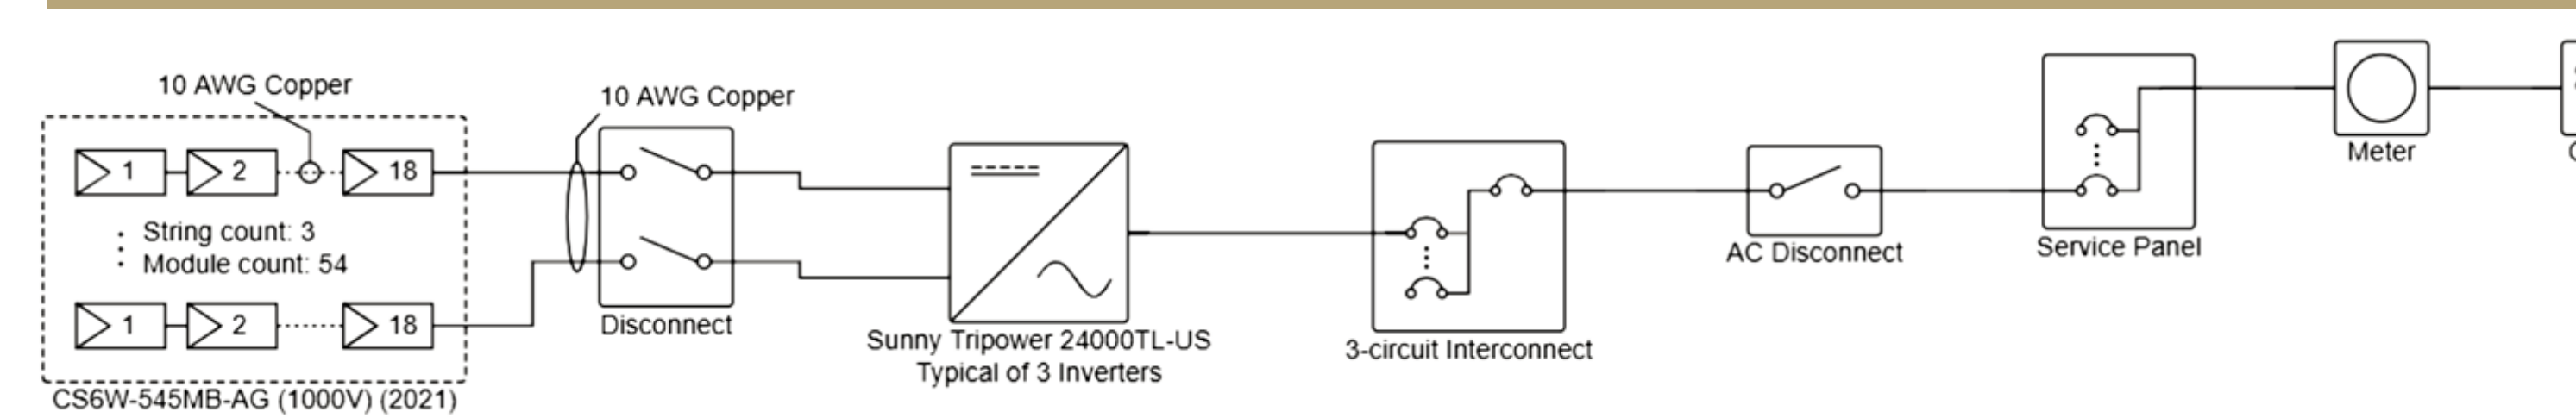 10 AWG Copper
10 AWG Copper
1 2 18
String count: 3
Module count: 54
1 2 18
CS6W-545MB-AG (1000V) (2021)
Disconnect
Sunny Tripower 24000TL-US
Typical of 3 Inverters
3-circuit Interconnect
AC Disconnect
Service Panel
Meter